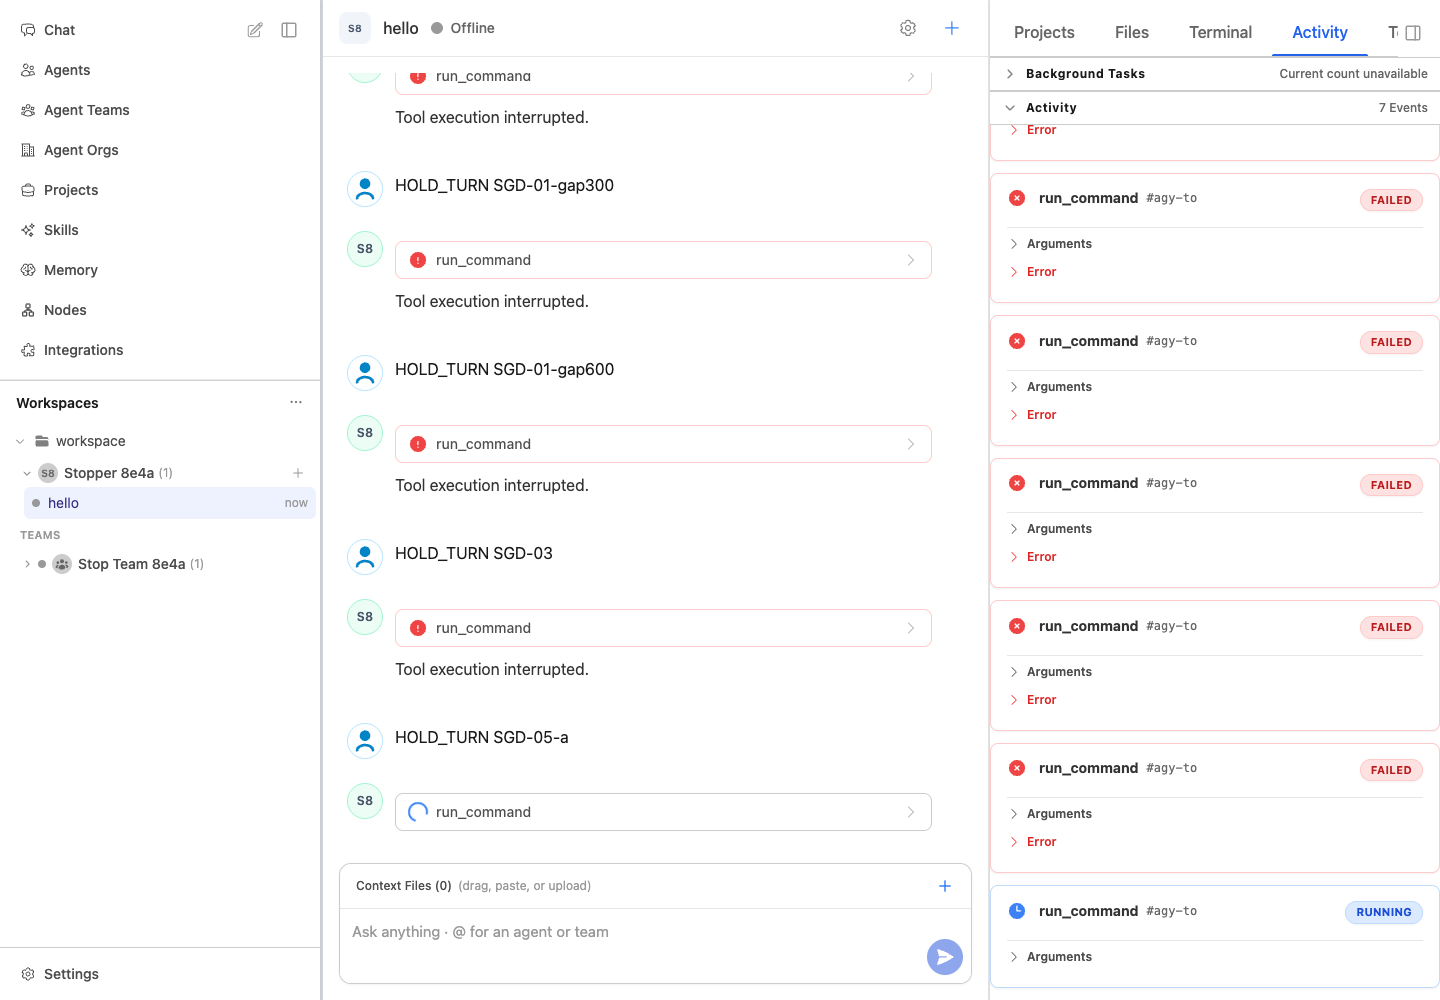 Chat
Agents
Agent Teams
Agent Orgs
Projects
Skills
Memory
Nodes
Integrations
Workspaces
workspace
S8 Stopper 8e4a (1)
hello now
TEAMS
Stop Team 8e4a (1)
Settings
S8 hello Offline
run_command
Tool execution interrupted.
HOLD_TURN SGD-01-gap300
S8 run_command
Tool execution interrupted.
HOLD_TURN SGD-01-gap600
S8 run_command
Tool execution interrupted.
HOLD_TURN SGD-03
S8 run_command
Tool execution interrupted.
HOLD_TURN SGD-05-a
S8 run_command
Context Files (0) (drag, paste, or upload)
Ask anything · @ for an agent or team
Projects Files Terminal Activity
Background Tasks Current count unavailable
Activity 7 Events
Error
run_command #agy-to FAILED
Arguments
Error
run_command #agy-to FAILED
Arguments
Error
run_command #agy-to FAILED
Arguments
Error
run_command #agy-to FAILED
Arguments
Error
run_command #agy-to FAILED
Arguments
Error
run_command #agy-to RUNNING
Arguments